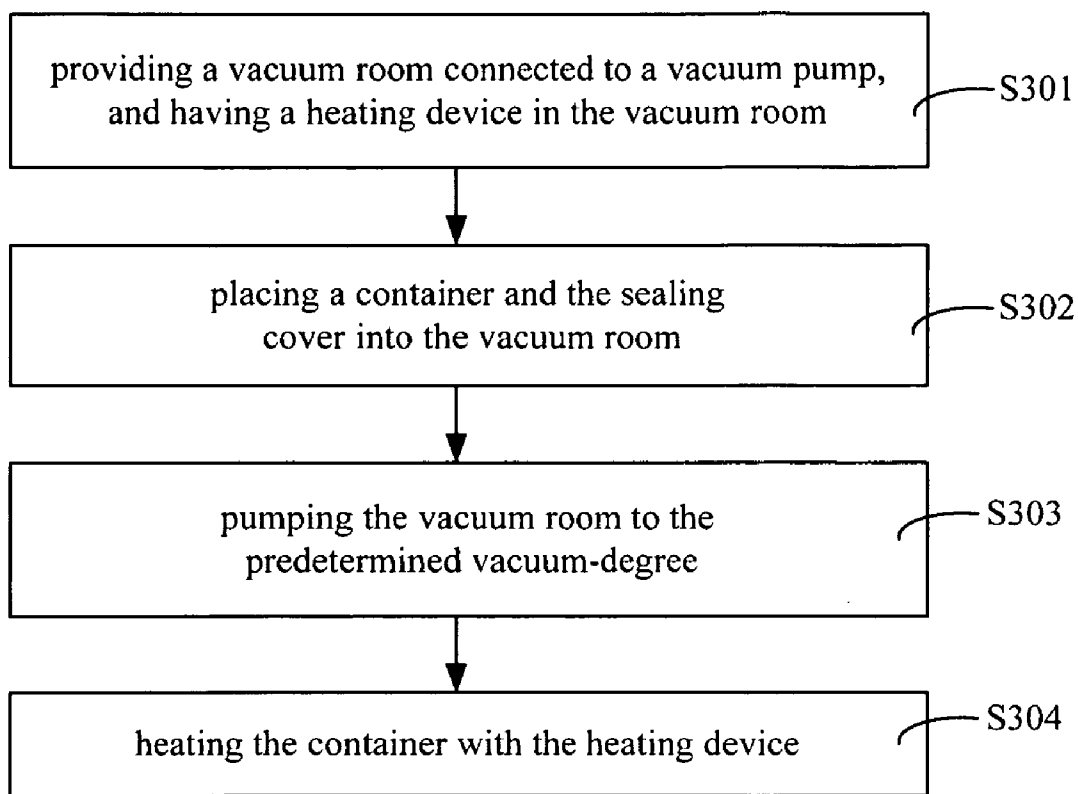 providing a vacuum room connected to a vacuum pump,
and having a heating device in the vacuum room
S301
placing a container and the sealing
cover into the vacuum room
S302
pumping the vacuum room to the
predetermined vacuum-degree
S303
heating the container with the heating device
S304